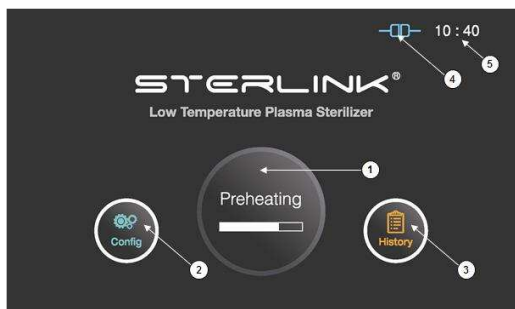 10 : 40
4
5
STERLINK®
Low Temperature Plasma Sterilizer
1
Preheating
Config
2
History
3